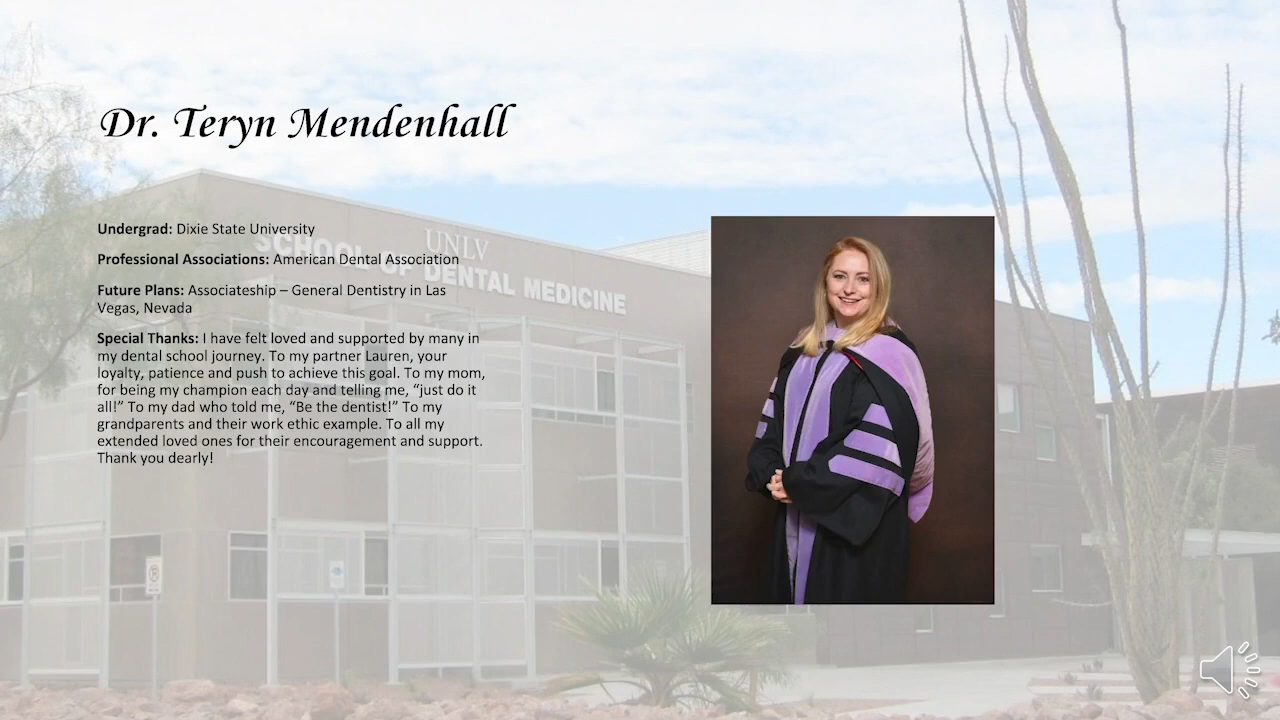 Dr. Teryn Mendenhall
Undergrad: Dixie State University
Professional Associations: American Dental Association
Future Plans: Associateship – General Dentistry in Las
Vegas, Nevada
Special Thanks: I have felt loved and supported by many in
my dental school journey. To my partner Lauren, your
loyalty, patience and push to achieve this goal. To my mom,
for being my champion each day and telling me, “just do it
all!” To my dad who told me, “Be the dentist!” To my
grandparents and their work ethic example. To all my
extended loved ones for their encouragement and support.
Thank you dearly!
UNLV
SCHOOL OF DENTAL MEDICINE